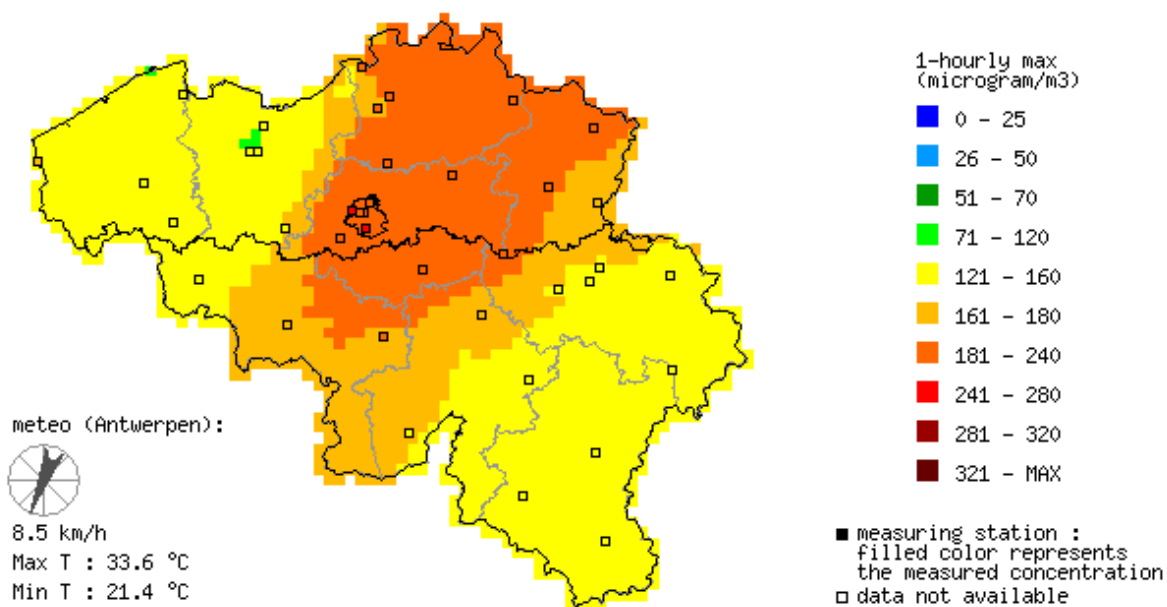 1-hourly max
(microgram/m3)
0 - 25
26 - 50
51 - 70
71 - 120
121 - 160
161 - 180
181 - 240
241 - 280
281 - 320
321 - MAX
meteo (Antwerpen):
8.5 km/h
Max T : 33.6 °C
Min T : 21.4 °C
measuring station :
filled color represents
the measured concentration
data not available